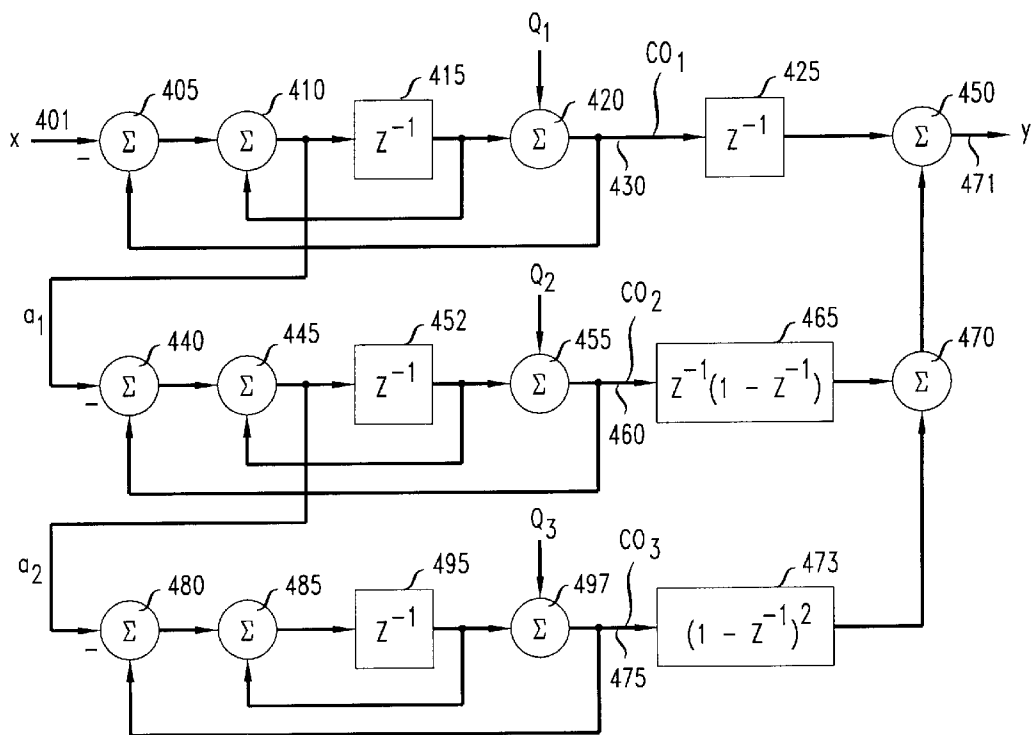 Q₁
CO₁
405
410
415
425
450
420
x
401
Σ
Σ
Z⁻¹
Σ
Z⁻¹
Σ
y
−
430
471
a₁
Q₂
CO₂
440
445
452
455
465
470
Σ
Σ
Z⁻¹
Σ
Z⁻¹(1 − Z⁻¹)
Σ
−
460
a₂
Q₃
CO₃
480
485
495
497
473
Σ
Σ
Z⁻¹
Σ
(1 − Z⁻¹)²
−
475